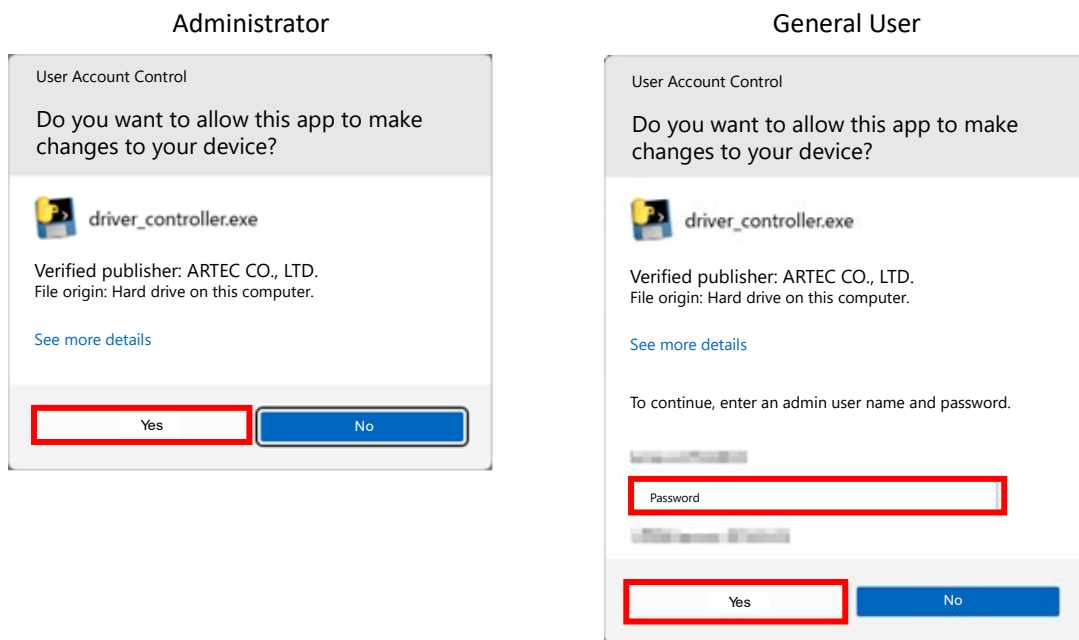 Administrator
User Account Control
Do you want to allow this app to make
changes to your device?
driver_controller.exe
Verified publisher: ARTEC CO., LTD.
File origin: Hard drive on this computer.
See more details
Yes
No
General User
User Account Control
Do you want to allow this app to make
changes to your device?
driver_controller.exe
Verified publisher: ARTEC CO., LTD.
File origin: Hard drive on this computer.
See more details
To continue, enter an admin user name and password.
Password
Yes
No